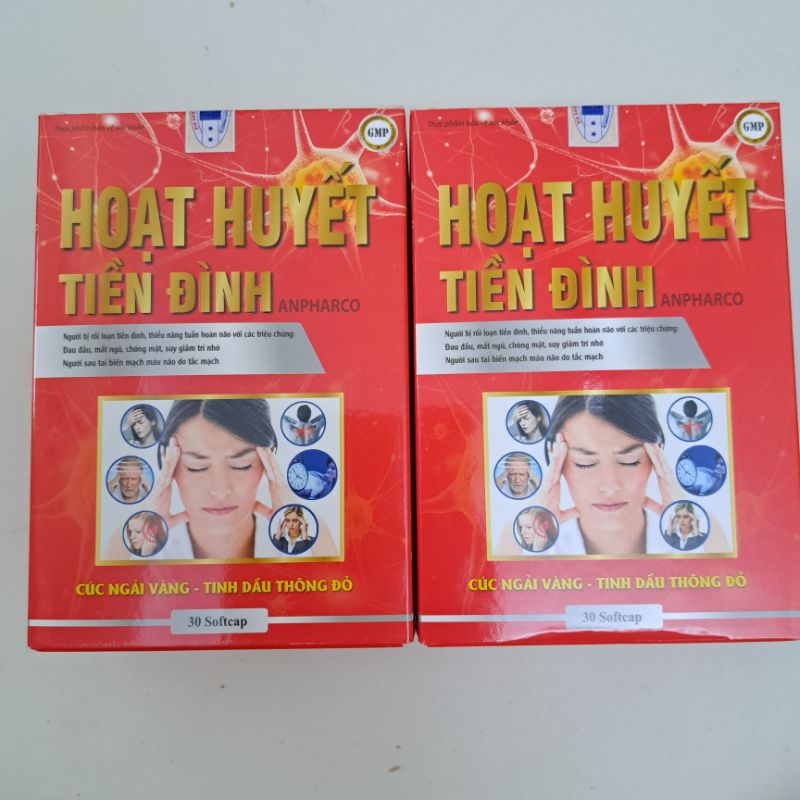 Thực phẩm bảo vệ sức khỏe
GMP
HOẠT HUYẾT
TIỀN ĐÌNH ANPHARCO
Người bị rối loạn tiền đình, thiểu năng tuần hoàn não với các triệu chứng:
Đau đầu, mất ngủ, chóng mặt, suy giảm trí nhớ
Người sau tai biến mạch máu não do tắc mạch
CÚC NGẢI VÀNG - TINH DẦU THÔNG ĐỎ
30 Softcap
Thực phẩm bảo vệ sức khỏe
GMP
HOẠT HUYẾT
TIỀN ĐÌNH ANPHARCO
Người bị rối loạn tiền đình, thiểu năng tuần hoàn não với các triệu chứng:
Đau đầu, mất ngủ, chóng mặt, suy giảm trí nhớ
Người sau tai biến mạch máu não do tắc mạch
CÚC NGẢI VÀNG - TINH DẦU THÔNG ĐỎ
30 Softcap